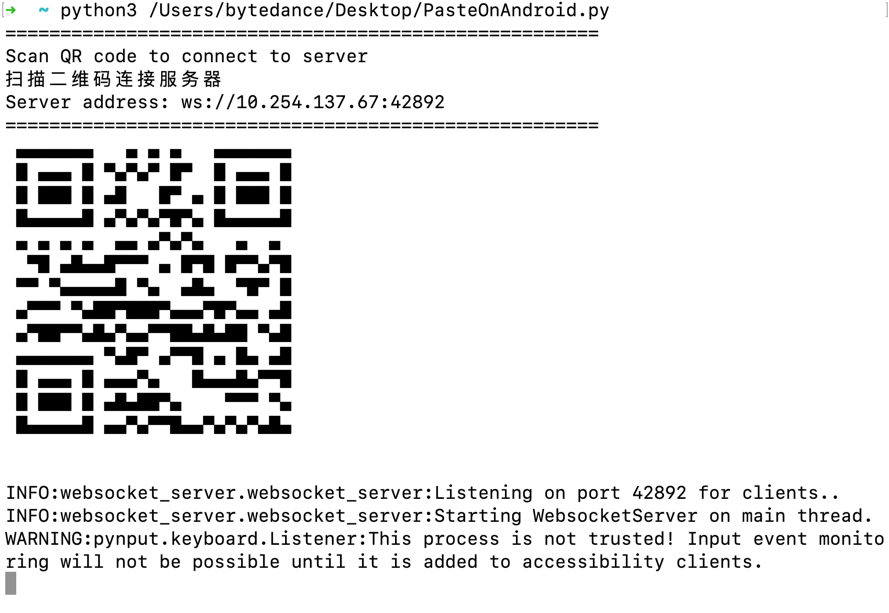 → ~ python3 /Users/bytedance/Desktop/PasteOnAndroid.py
======================================================
Scan QR code to connect to server
扫描二维码连接服务器
Server address: ws://10.254.137.67:42892
======================================================
INFO:websocket_server.websocket_server:Listening on port 42892 for clients..
INFO:websocket_server.websocket_server:Starting WebsocketServer on main thread.
WARNING:pynput.keyboard.Listener:This process is not trusted! Input event monito
ring will not be possible until it is added to accessibility clients.